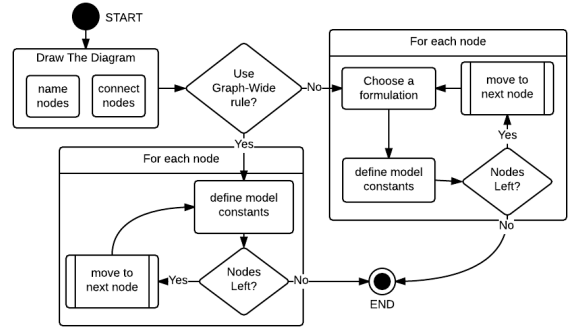 START
Draw The Diagram
name
nodes
connect
nodes
Use
Graph-Wide
rule?
No
Yes
For each node
Choose a
formulation
move to
next node
Yes
define model
constants
Nodes
Left?
No
For each node
define model
constants
move to
next node
Yes
Nodes
Left?
No
END